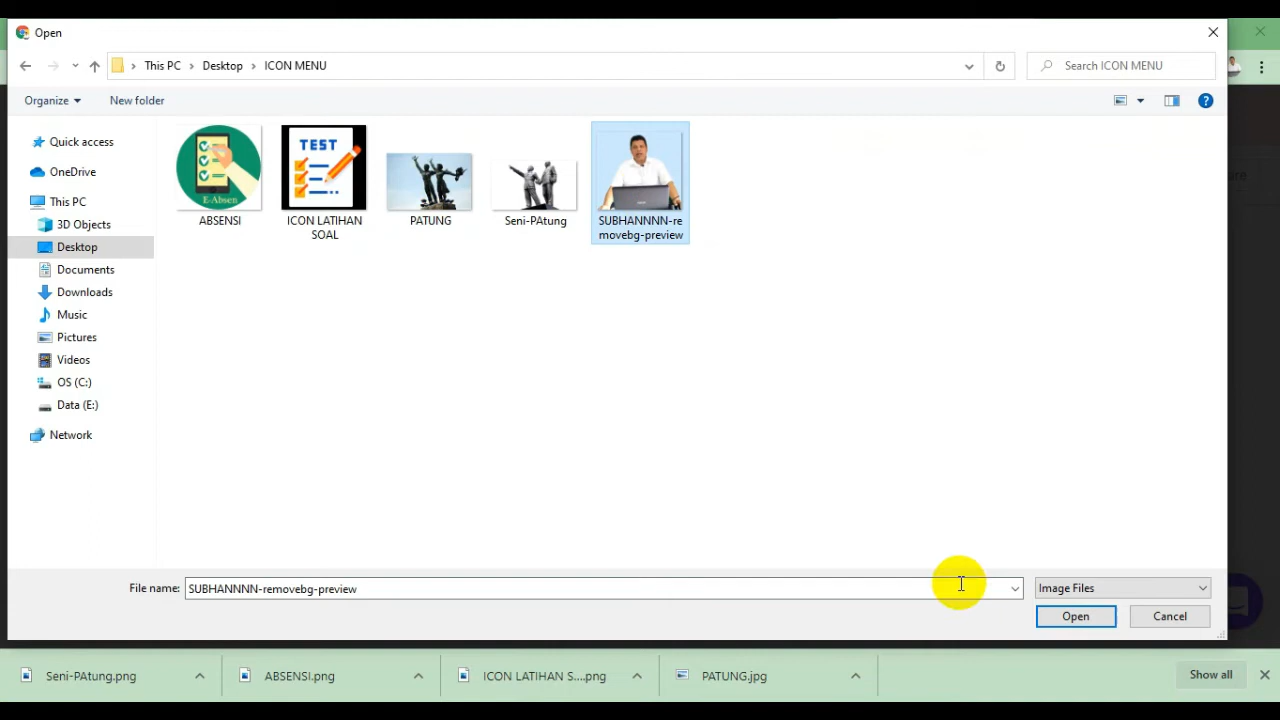 Open
This PC
Desktop
ICON MENU
Search ICON MENU
Organize
New folder
Quick access
OneDrive
This PC
3D Objects
Desktop
Documents
Downloads
Music
Pictures
Videos
OS (C:)
Data (E:)
Network
E-Absen
ABSENSI
TEST
ICON LATIHAN
SOAL
PATUNG
Seni-PAtung
SUBHANNNN-re
movebg-preview
File name:
SUBHANNNN-removebg-preview
Image Files
Open
Cancel
Seni-PAtung.png
ABSENSI.png
ICON LATIHAN S....png
PATUNG.jpg
Show all